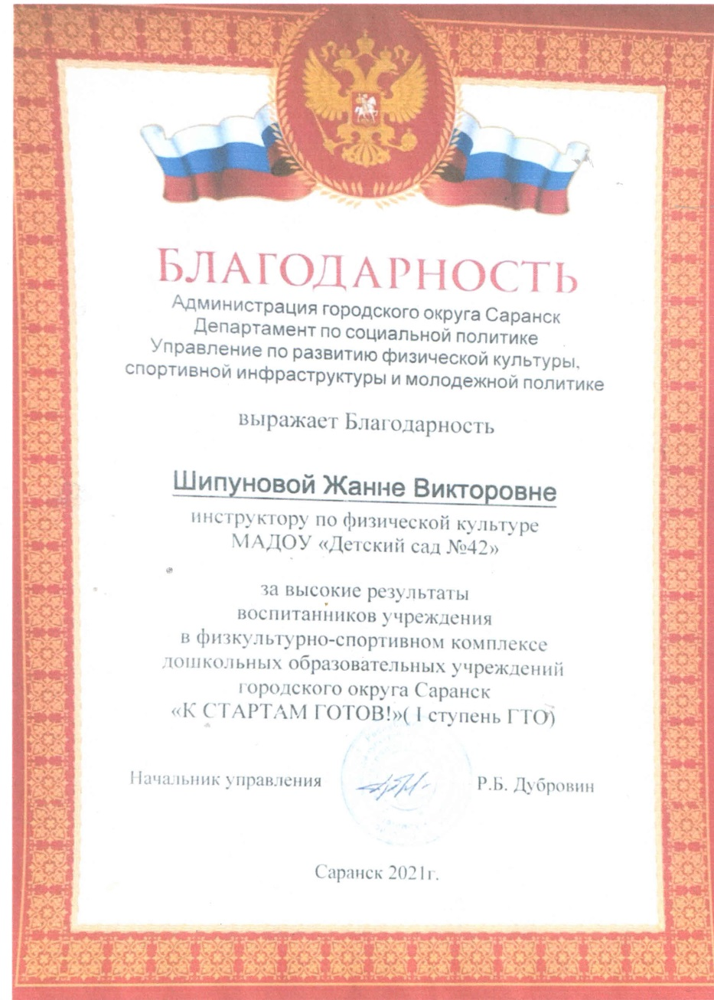 БЛАГОДАРНОСТЬ
Администрация городского округа Саранск
Департамент по социальной политике
Управление по развитию физической культуры,
спортивной инфраструктуры и молодежной политике
выражает Благодарность
Шипуновой Жанне Викторовне
инструктору по физической культуре
МАДОУ «Детский сад №42»
за высокие результаты
воспитанников учреждения
в физкультурно-спортивном комплексе
дошкольных образовательных учреждений
городского округа Саранск
«К СТАРТАМ ГОТОВ!»( I ступень ГТО)
Начальник управления Р.Б. Дубровин
Саранск 2021г.